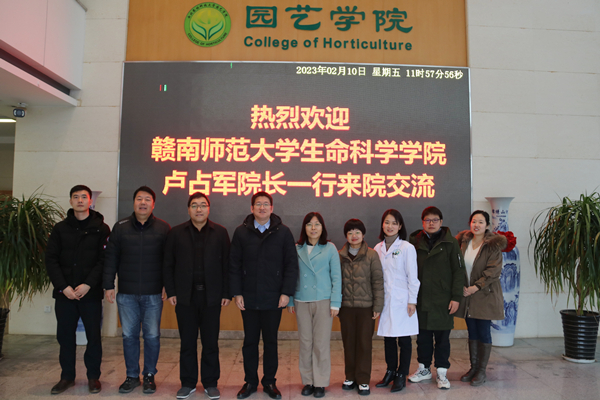 园艺学院
College of Horticulture
2023年02月10日 星期五 11时57分56秒
热烈欢迎
赣南师范大学生命科学学院
卢占军院长一行来院交流